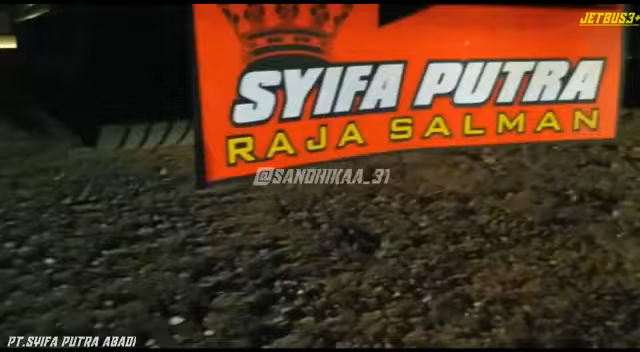 JETBUS3+
SYIFA PUTRA
RAJA SALMAN
@SANDHIKAA_31
PT.SYIFA PUTRA ABADI